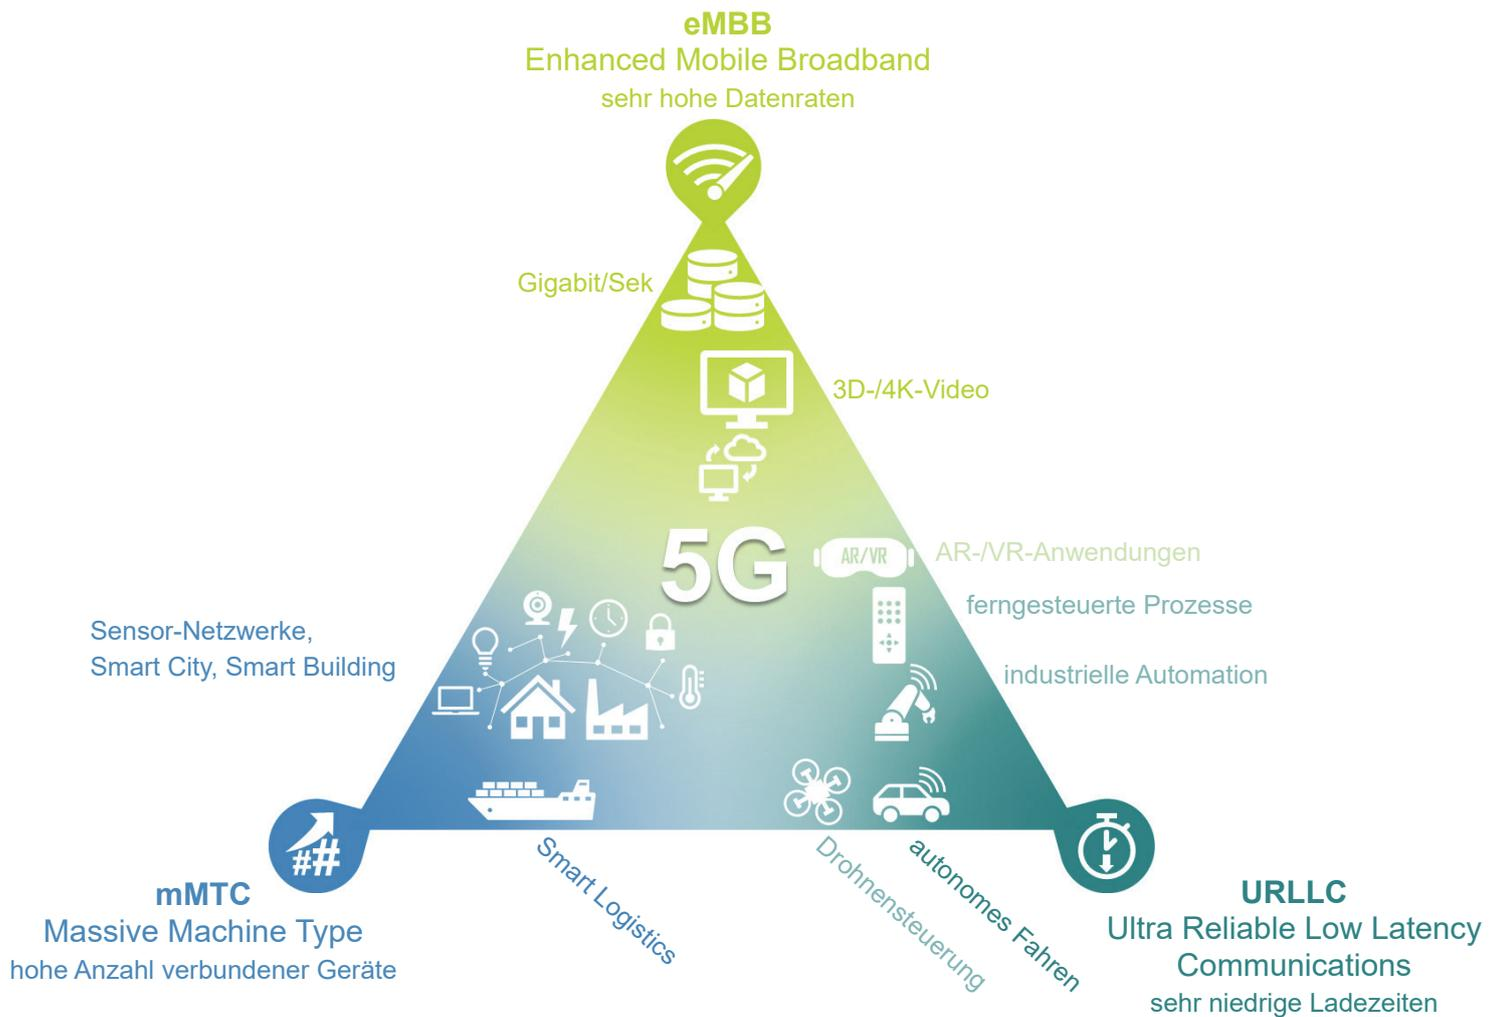 eMBB
Enhanced Mobile Broadband
sehr hohe Datenraten
Gigabit/Sek
3D-/4K-Video
5G
AR/VR
AR-/VR-Anwendungen
ferngesteuerte Prozesse
Sensor-Netzwerke,
Smart City, Smart Building
industrielle Automation
##
Smart Logistics
Drohnensteuerung
autonomes Fahren
mMTC
Massive Machine Type
hohe Anzahl verbundener Geräte
URLLC
Ultra Reliable Low Latency
Communications
sehr niedrige Ladezeiten